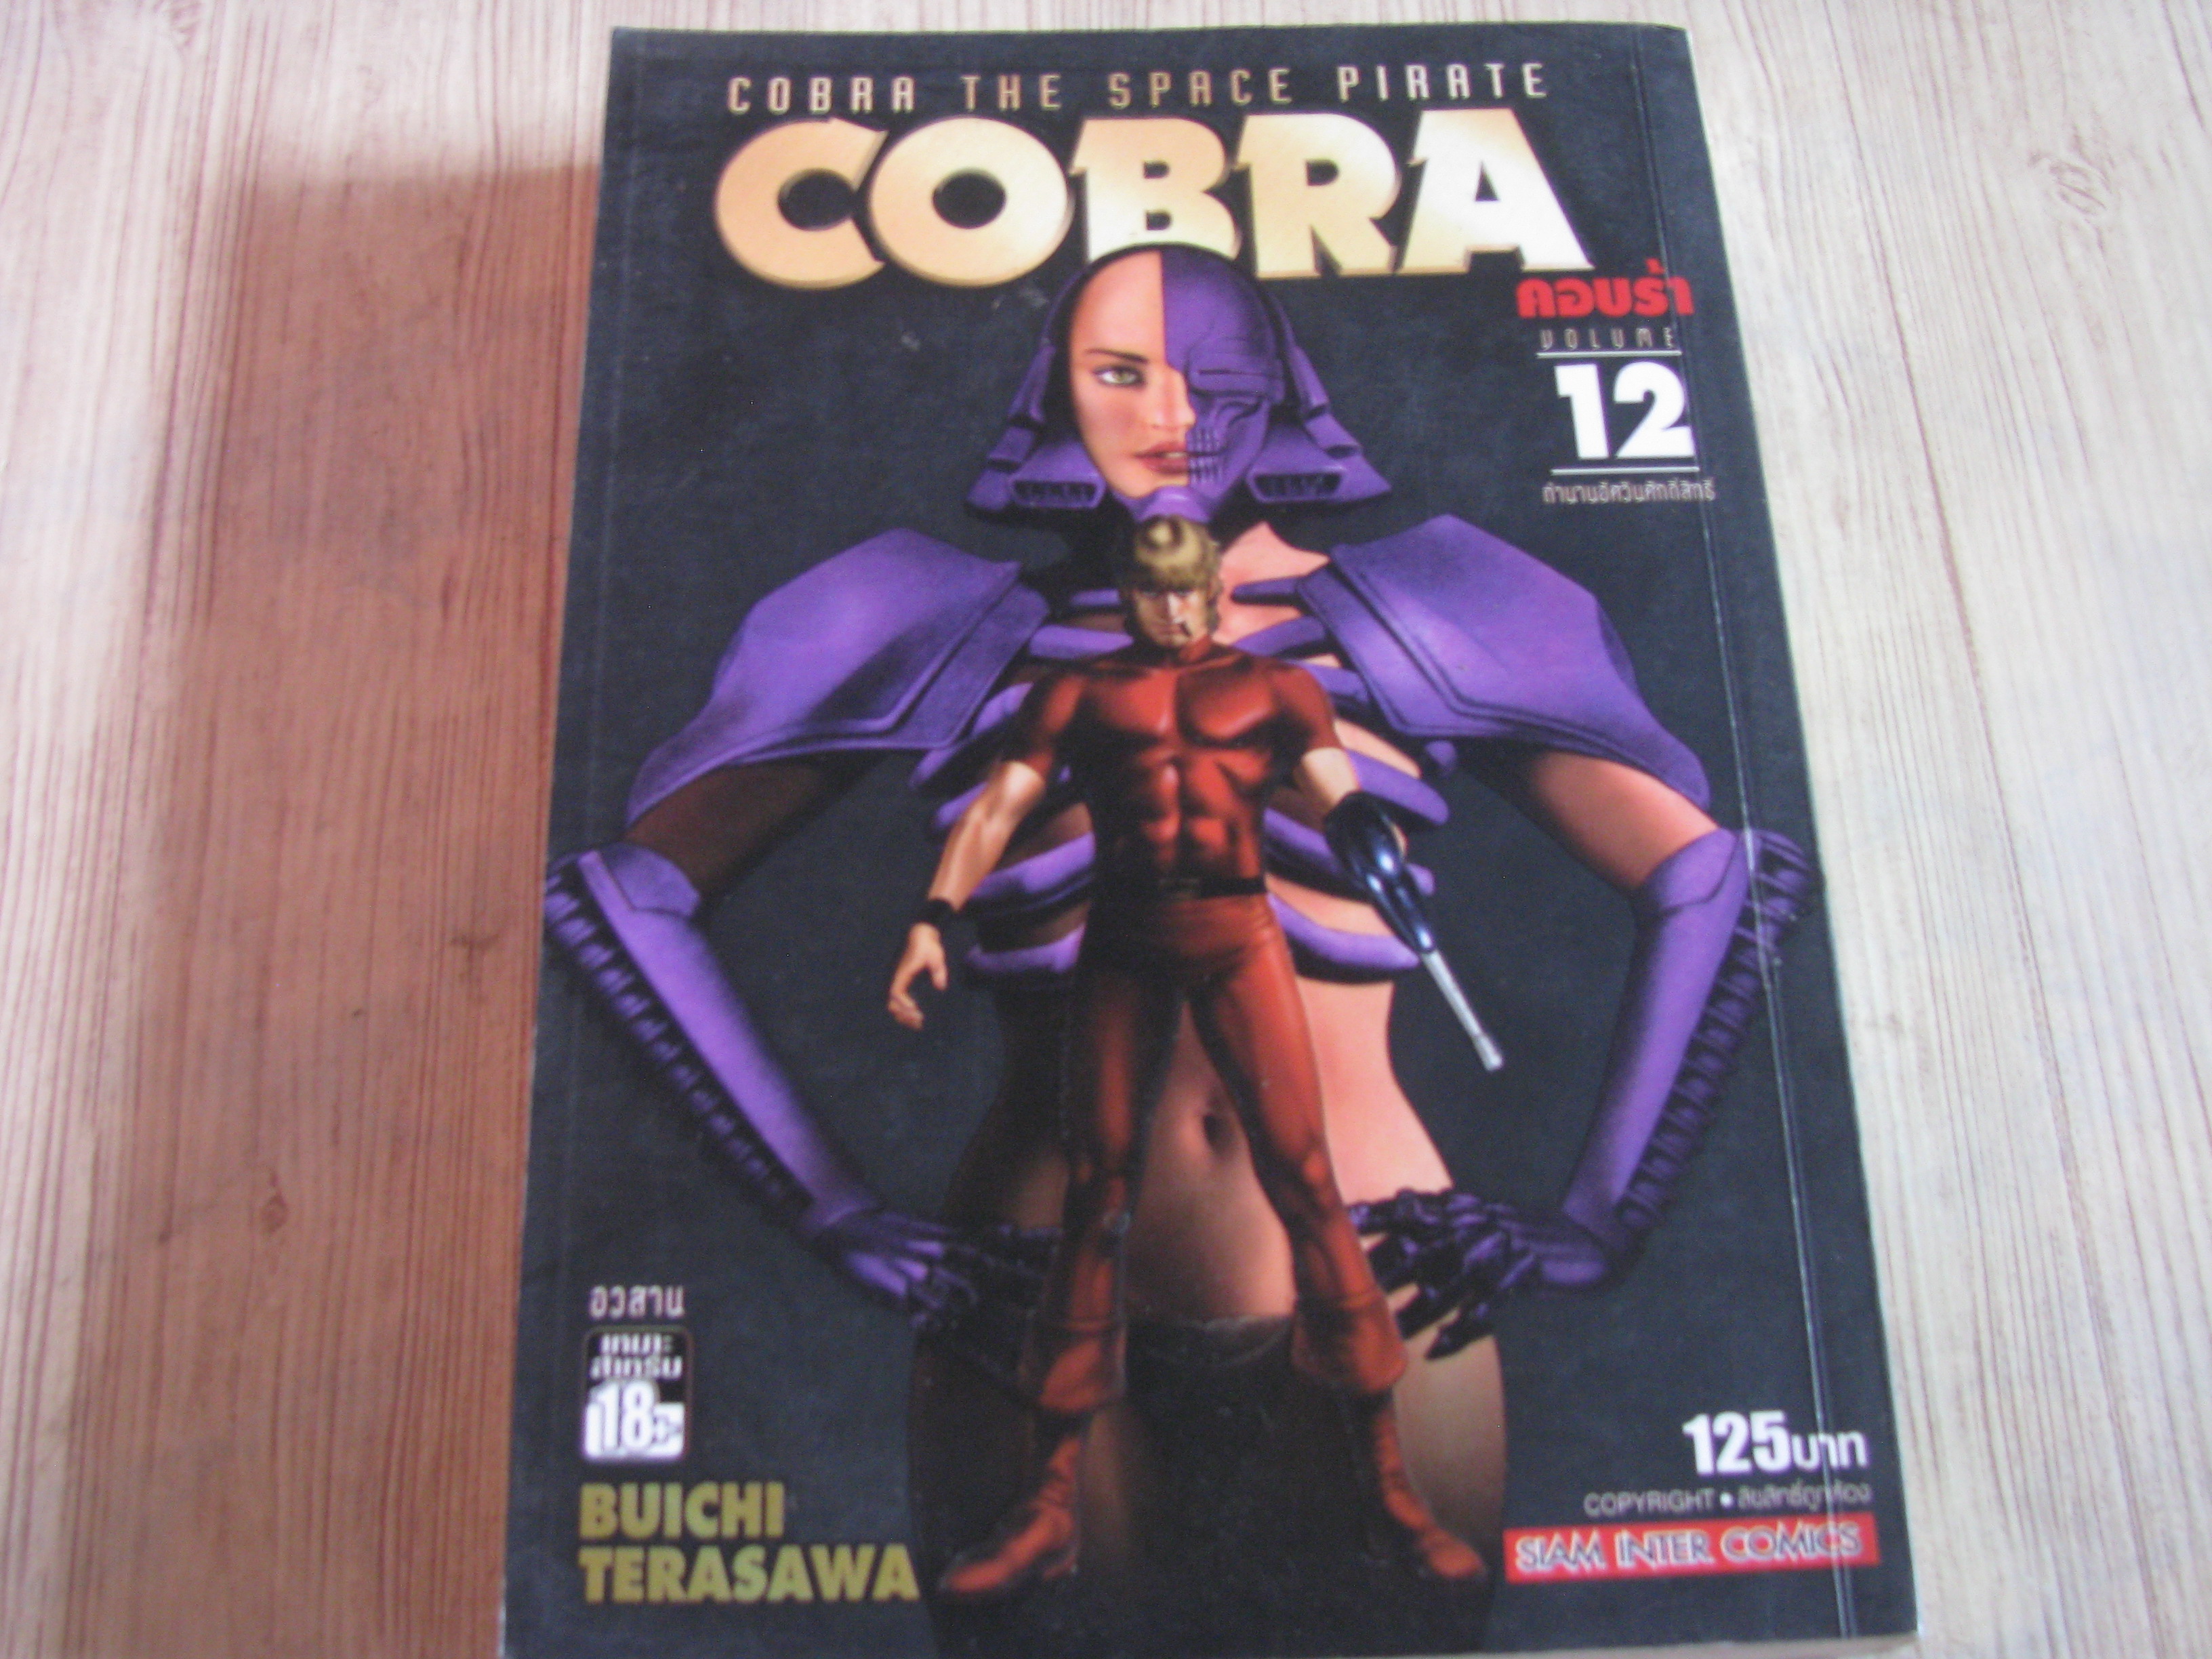 COBRA THE SPACE PIRATE
COBRA
คอบร้า
VOLUME
12
ตำนานอัศวินศักดิ์สิทธิ์
อวสาน
เหมาะ
สำหรับ
18+
BUICHI
TERASAWA
125บาท
COPYRIGHT • ลิขสิทธิ์ถูกต้อง
SIAM INTER COMICS